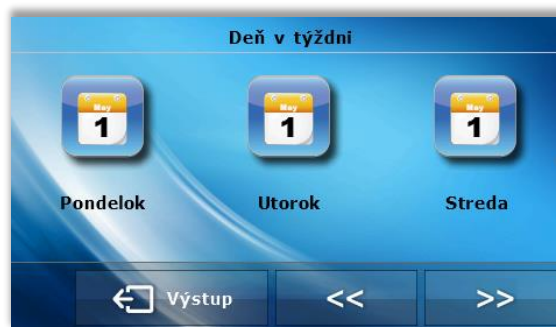 Deň v týždni
May May May
1 1 1
Pondelok Utorok Streda
Výstup << >>